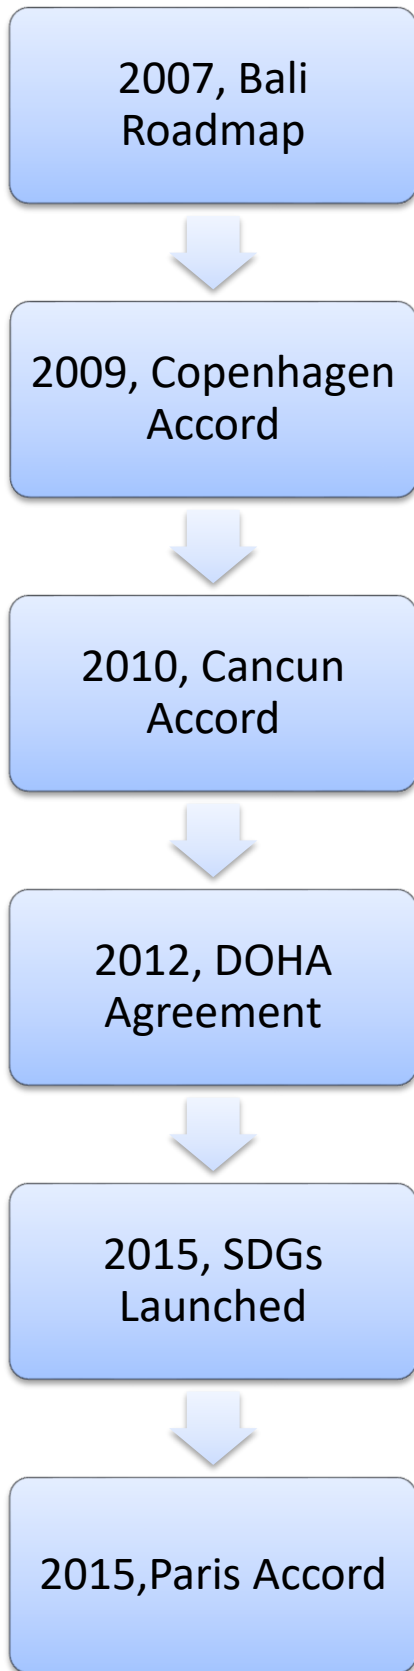 2007, Bali
Roadmap
2009, Copenhagen
Accord
2010, Cancun
Accord
2012, DOHA
Agreement
2015, SDGs
Launched
2015,Paris Accord